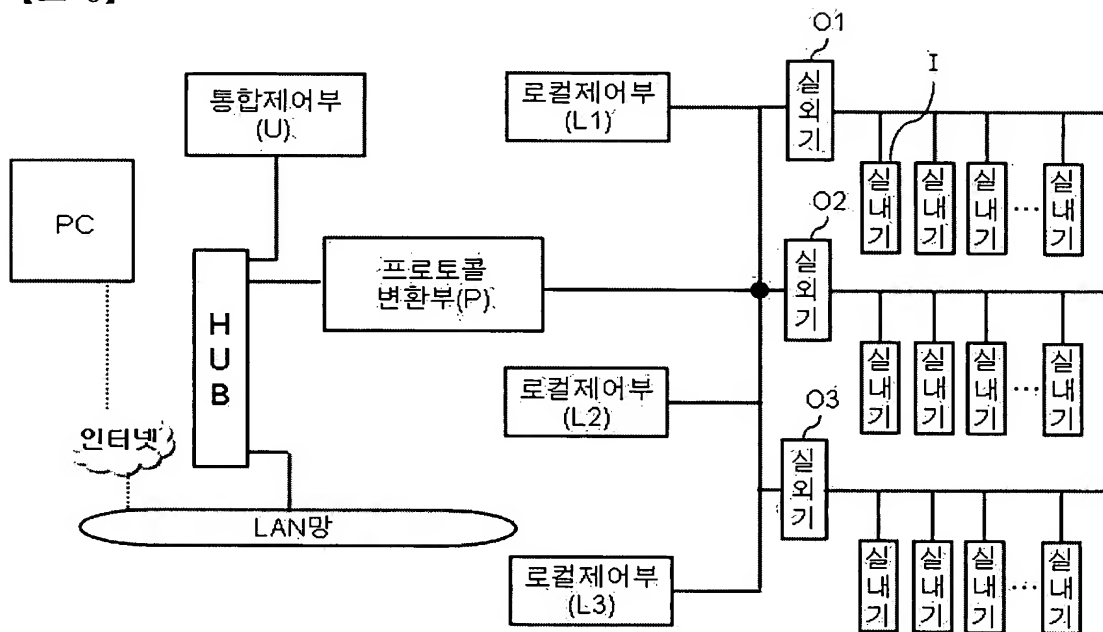 통합제어부
(U)
PC
HUB
인터넷
LAN망
프로토콜
변환부(P)
로컬제어부
(L1)
로컬제어부
(L2)
로컬제어부
(L3)
O1
실외기
I
실내기
실내기
실내기
...
실내기
O2
실외기
실내기
실내기
실내기
...
실내기
O3
실외기
실내기
실내기
실내기
...
실내기